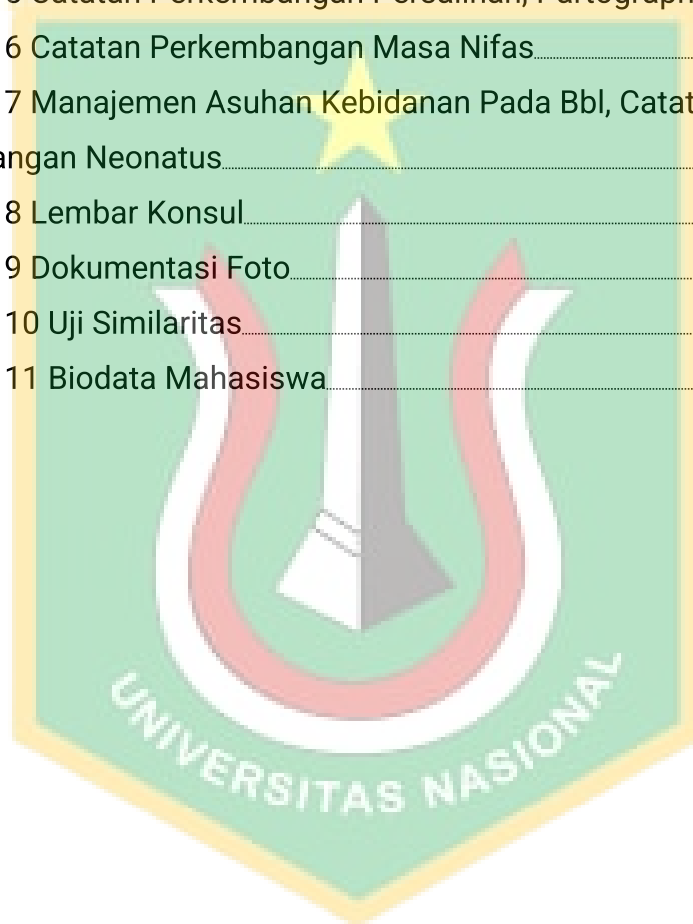 6 Catatan Perkembangan Masa Nifas
7 Manajemen Asuhan Kebidanan Pada Bbl, Catat
angan Neonatus
8 Lembar Konsul
9 Dokumentasi Foto
10 Uji Similaritas
11 Biodata Mahasiswa
UNIVERSITAS NASIONAL